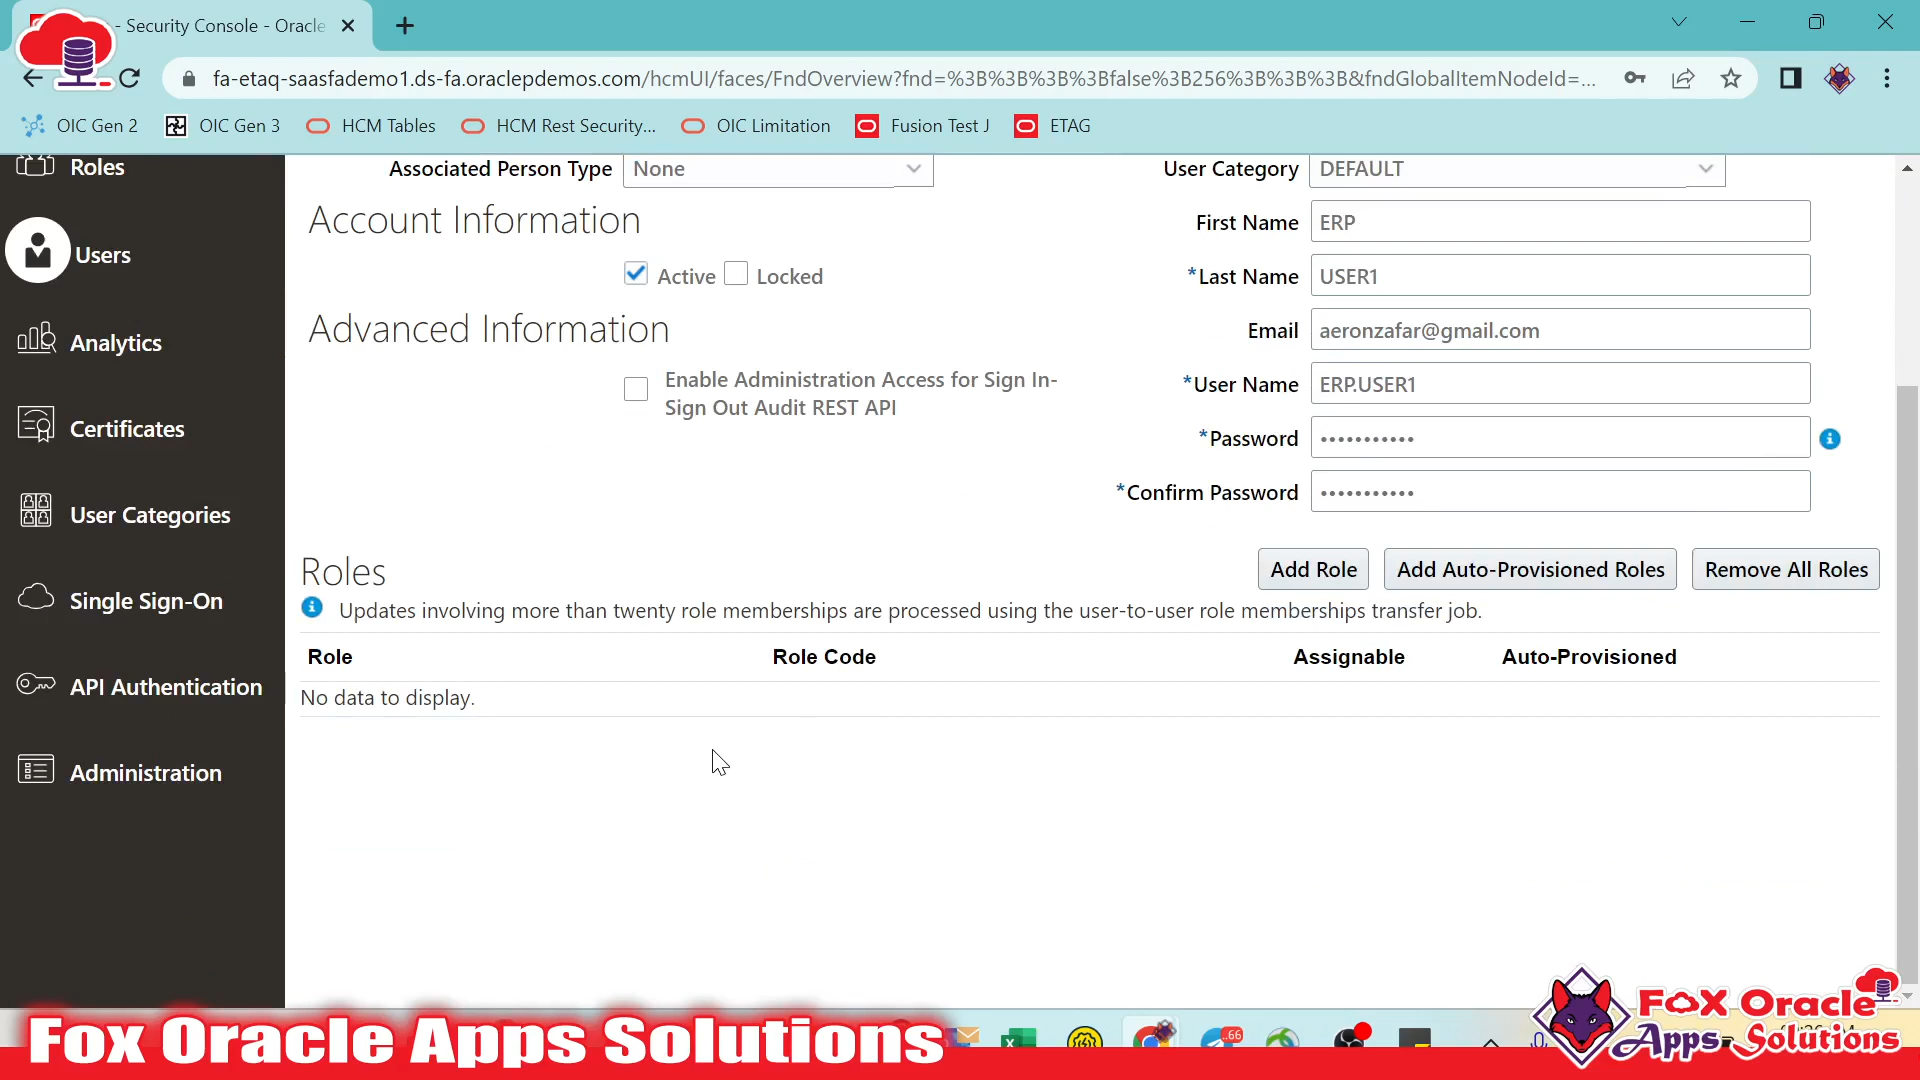 - Security Console - Oracle
fa-etaq-saasfademo1.ds-fa.oraclepdemos.com/hcmUI/faces/FndOverview?fnd=%3B%3B%3B%3Bfalse%3B256%3B%3B%3B&fndGlobalItemNodeId=...
OIC Gen 2 OIC Gen 3 HCM Tables HCM Rest Security... OIC Limitation Fusion Test J ETAG
Roles
Users
Analytics
Certificates
User Categories
Single Sign-On
API Authentication
Administration
Associated Person Type None
User Category DEFAULT
Account Information
First Name ERP
Active Locked
*Last Name USER1
Advanced Information
Email aeronzafar@gmail.com
Enable Administration Access for Sign In-
Sign Out Audit REST API
*User Name ERP.USER1
*Password •••••••••••
*Confirm Password •••••••••••
Roles
Add Role Add Auto-Provisioned Roles Remove All Roles
Updates involving more than twenty role memberships are processed using the user-to-user role memberships transfer job.
Role Role Code Assignable Auto-Provisioned
No data to display.
Fox Oracle Apps Solutions
66
Fox Oracle
Apps Solutions